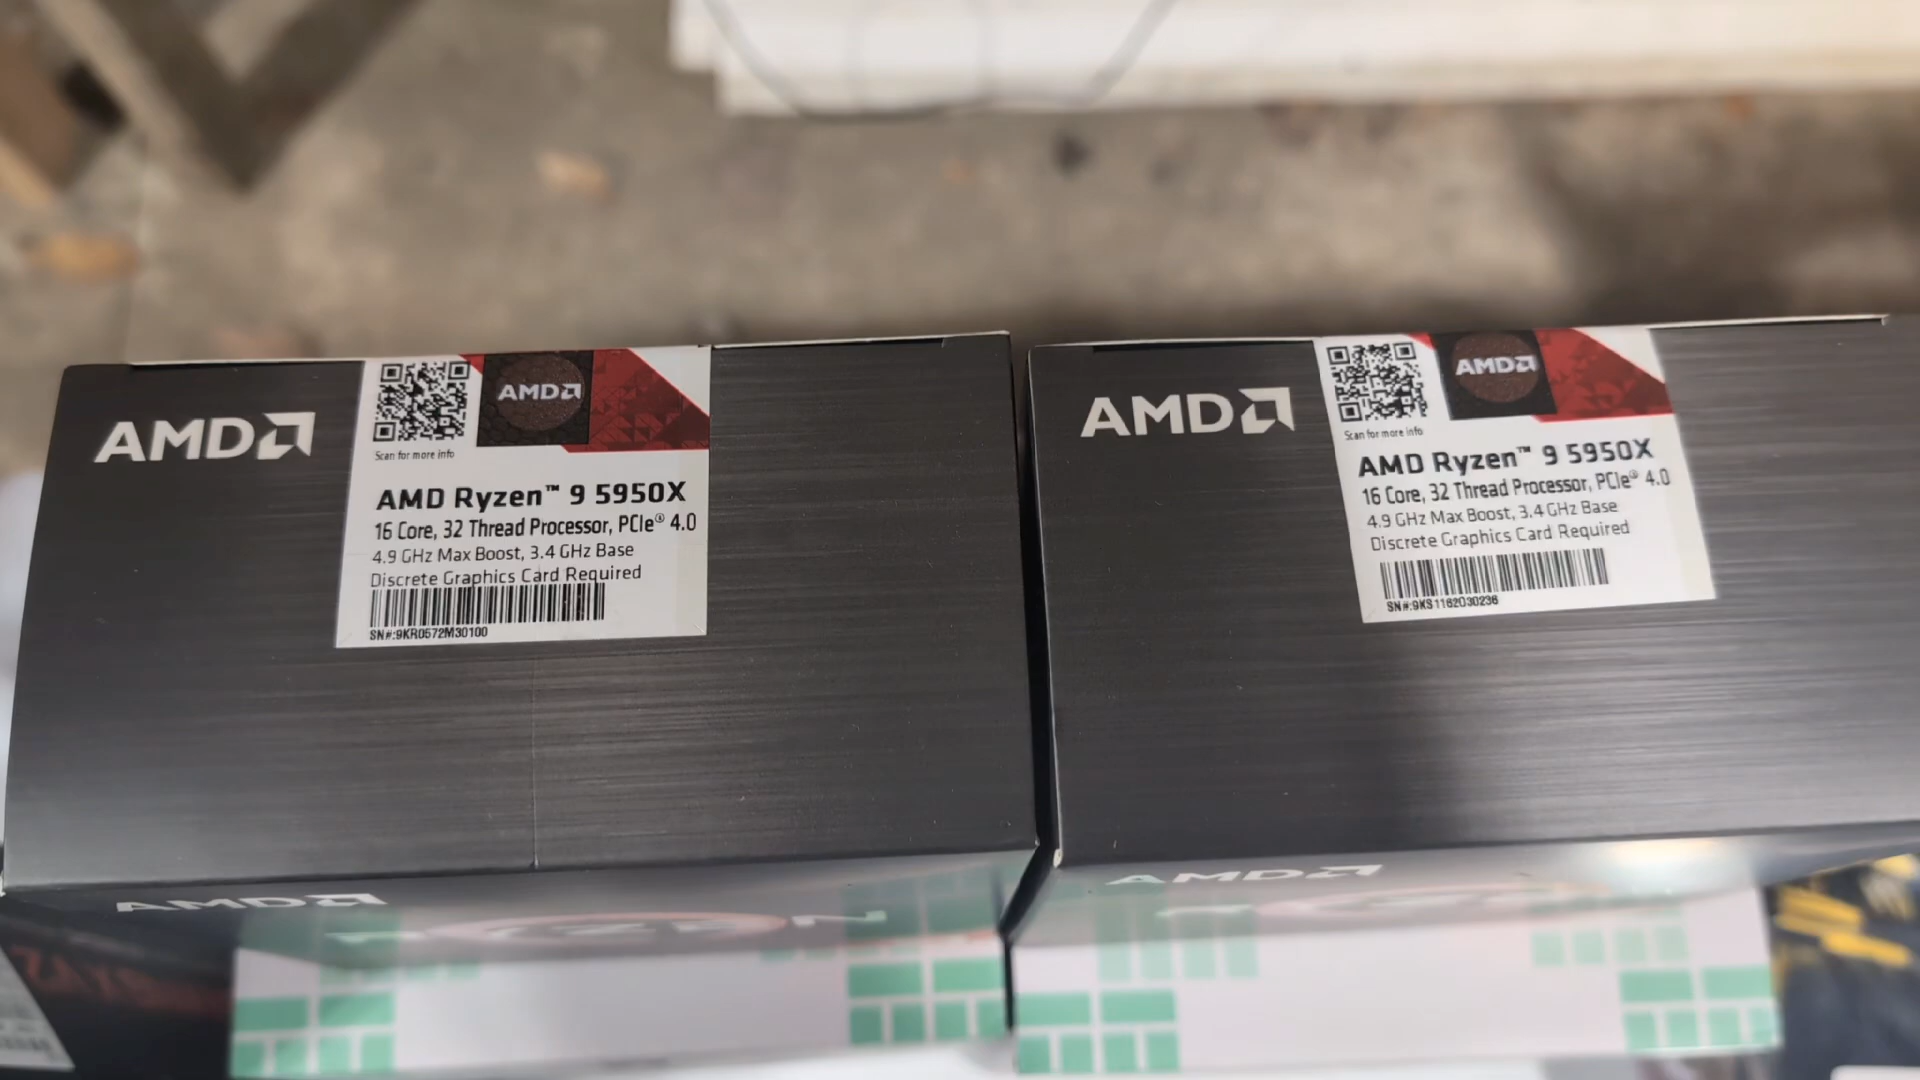 AMD
AMD
Scan for more info
AMD Ryzen™ 9 5950X
16 Core, 32 Thread Processor, PCIe® 4.0
4.9 GHz Max Boost, 3.4 GHz Base
Discrete Graphics Card Required
SN#:9KR0572M30100
AMD
AMD
Scan for more info
AMD Ryzen™ 9 5950X
16 Core, 32 Thread Processor, PCIe® 4.0
4.9 GHz Max Boost, 3.4 GHz Base
Discrete Graphics Card Required
SN#:9KS1162030236
AMD
RYZEN
AMD